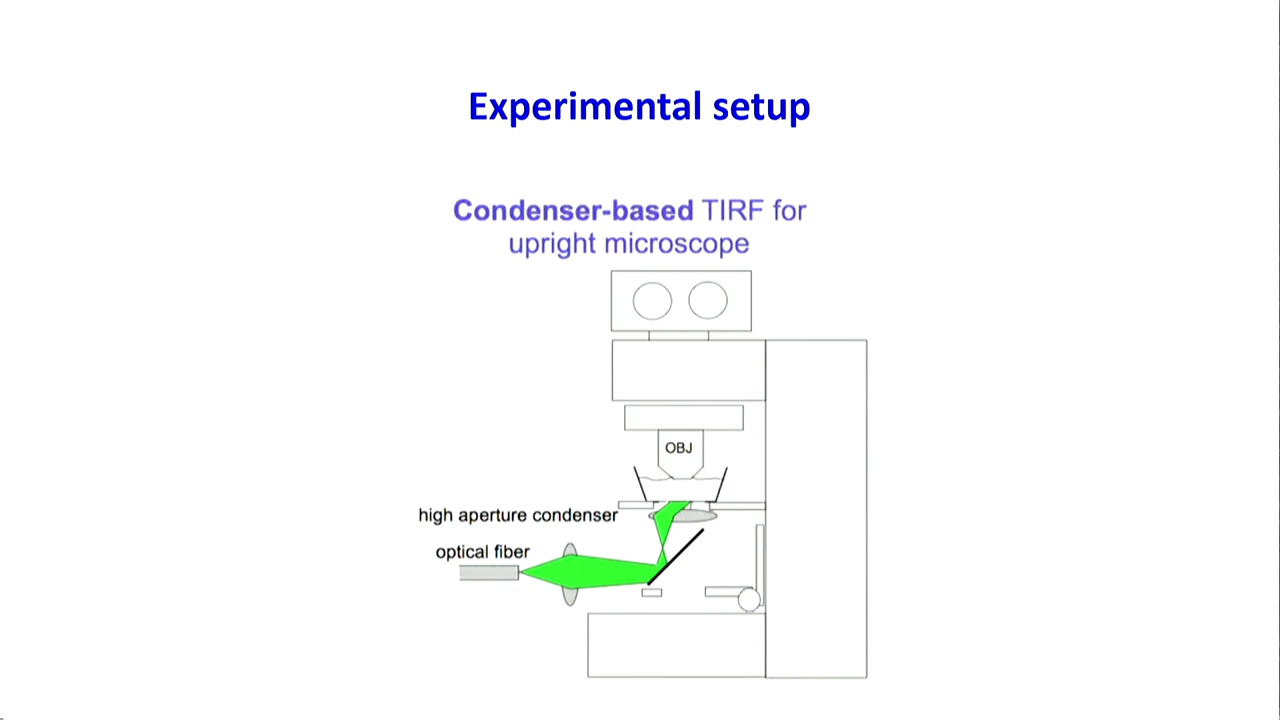 Experimental setup
Condenser-based TIRF for
upright microscope
OBJ
high aperture condenser
optical fiber